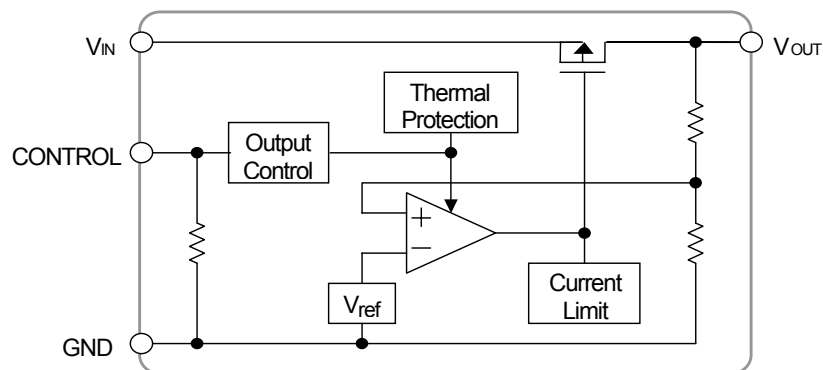 VIN
VOUT
Thermal
Protection
CONTROL
Output
Control
+
−
Vref
Current
Limit
GND